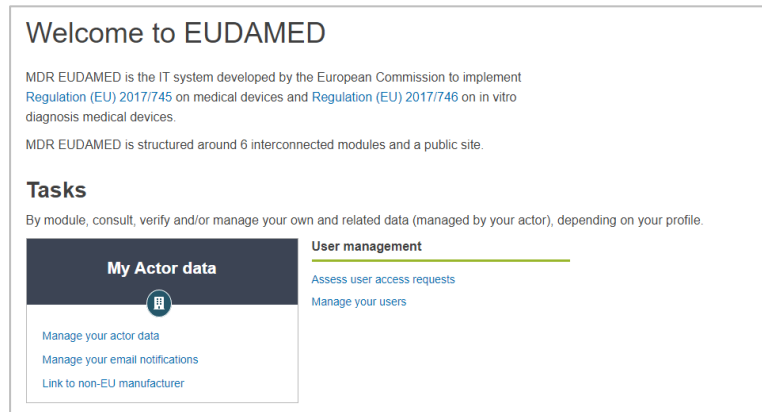 Welcome to EUDAMED
MDR EUDAMED is the IT system developed by the European Commission to implement
Regulation (EU) 2017/745 on medical devices and Regulation (EU) 2017/746 on in vitro
diagnosis medical devices.
MDR EUDAMED is structured around 6 interconnected modules and a public site.
Tasks
By module, consult, verify and/or manage your own and related data (managed by your actor), depending on your profile.
My Actor data
Manage your actor data
Manage your email notifications
Link to non-EU manufacturer
User management
Assess user access requests
Manage your users